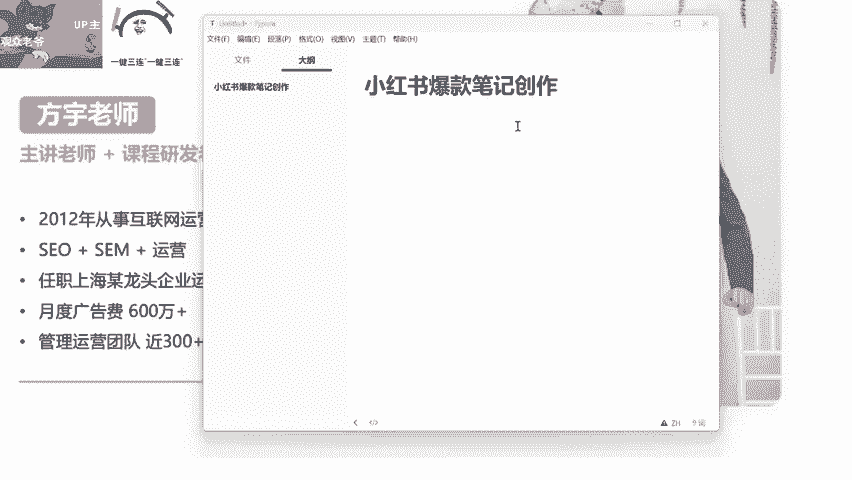 UP主
观众老爷
一键三连~一键三连~
方宇老师
主讲老师 + 课程研发
2012年从事互联网运营
SEO + SEM + 运营
任职上海某龙头企业运
月度广告费 600万+
管理运营团队 近300+
文件(F) 编辑(E) 段落(P) 格式(O) 视图(V) 主题(T) 帮助(H)
文件 大纲
小红书爆款笔记创作
小红书爆款笔记创作
ZH